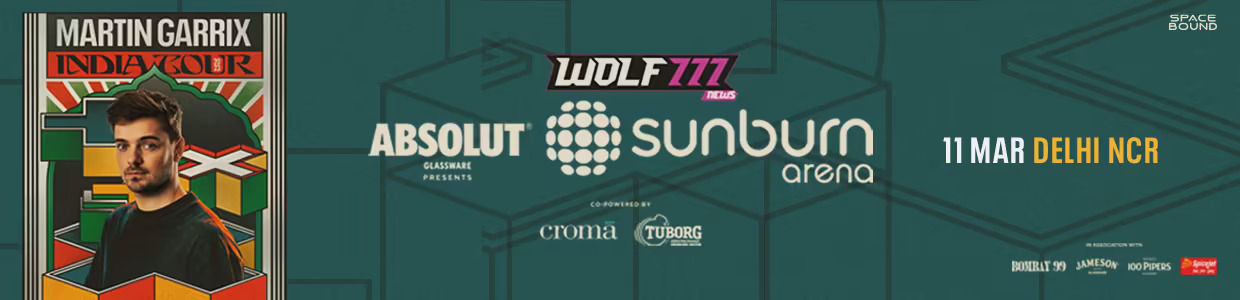 MARTIN GARRIX
INDIA TOUR
WOLF777
news
ABSOLUT
GLASSWARE
PRESENTS
sunburn
arena
CO-POWERED BY
croma
TUBORG
11 MAR DELHI NCR
SPACE
BOUND
IN ASSOCIATION WITH
BOMBAY 99
JAMESON
100 PIPERS
SpiceJet